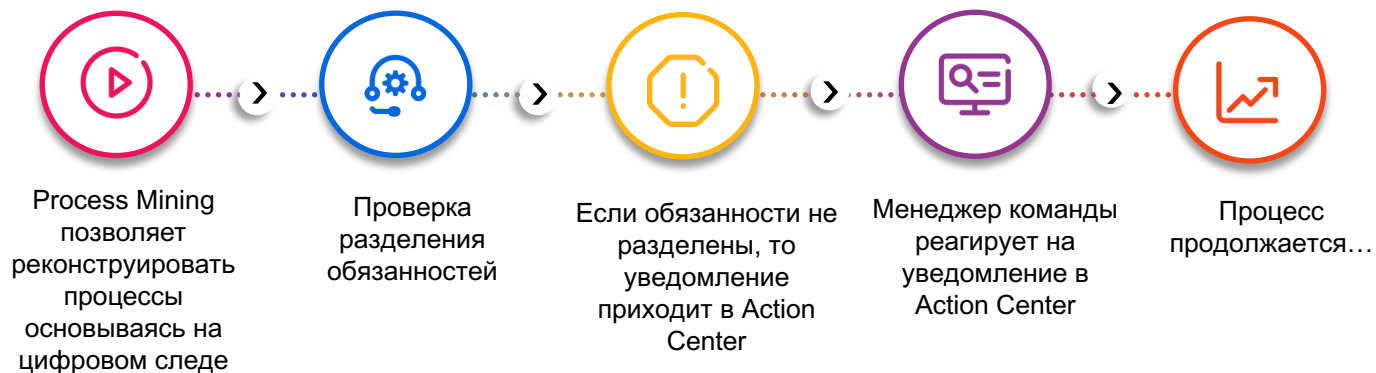 Process Mining
позволяет
реконструировать
процессы
основываясь на
цифровом следе
Проверка
разделения
обязанностей
Если обязанности не
разделены, то
уведомление
приходит в Action
Center
Менеджер команды
реагирует на
уведомление в
Action Center
Процесс
продолжается…